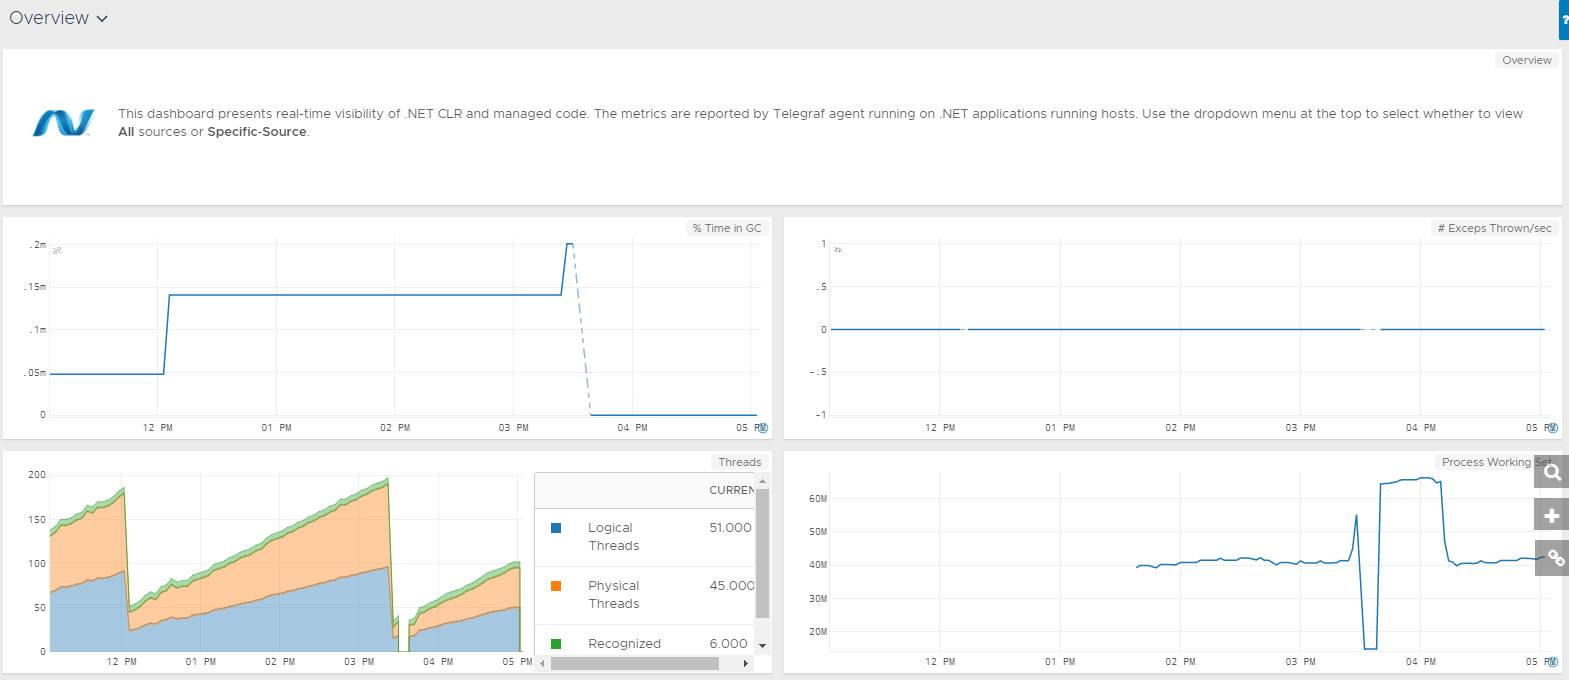 Overview
?
Overview
This dashboard presents real-time visibility of .NET CLR and managed code. The metrics are reported by Telegraf agent running on .NET applications running hosts. Use the dropdown menu at the top to select whether to view
All sources or Specific-Source.
% Time in GC
%
.2m
.15m
.1m
.05m
0
12 PM 01 PM 02 PM 03 PM 04 PM 05 PM
# Exceps Thrown/sec
#
1
.5
0
-.5
-1
12 PM 01 PM 02 PM 03 PM 04 PM 05 PM
Threads
200
150
100
50
0
12 PM 01 PM 02 PM 03 PM 04 PM 05 PM
CURREN
Logical 51.000
Threads
Physical 45.000
Threads
Recognized 6.000
Process Working Set
60M
50M
40M
30M
20M
12 PM 01 PM 02 PM 03 PM 04 PM 05 PM